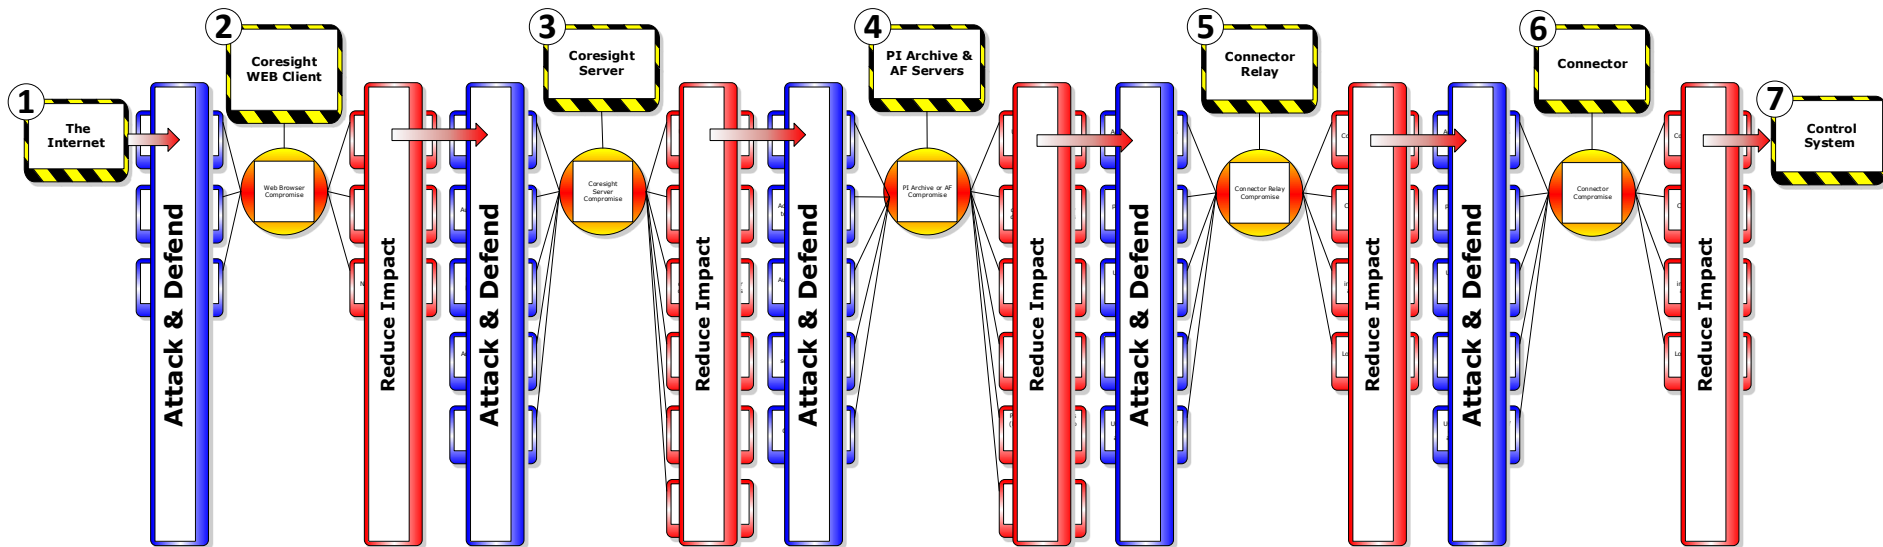 1
The
Internet
Attack & Defend
2
Coresight
WEB Client
Web Browser
Compromise
Reduce Impact
Attack & Defend
3
Coresight
Server
Coresight
Server
Compromise
Reduce Impact
Attack & Defend
4
PI Archive &
AF Servers
PI Archive or AF
Compromise
Reduce Impact
Attack & Defend
5
Connector
Relay
Connector Relay
Compromise
Reduce Impact
Attack & Defend
6
Connector
Connector
Compromise
Reduce Impact
7
Control
System